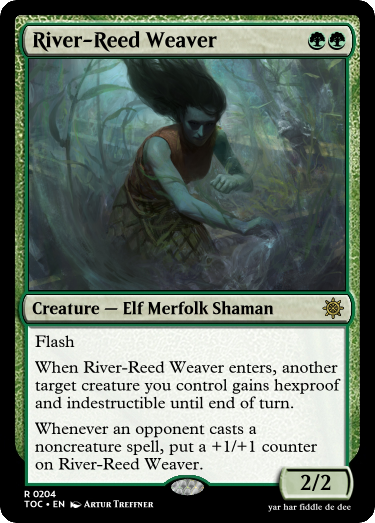 River-Reed Weaver
Creature — Elf Merfolk Shaman
Flash
When River-Reed Weaver enters, another
target creature you control gains hexproof
and indestructible until end of turn.
Whenever an opponent casts a
noncreature spell, put a +1/+1 counter
on River-Reed Weaver.
2/2
R 0204
TOC • EN Artur Treffner
yar har fiddle de dee